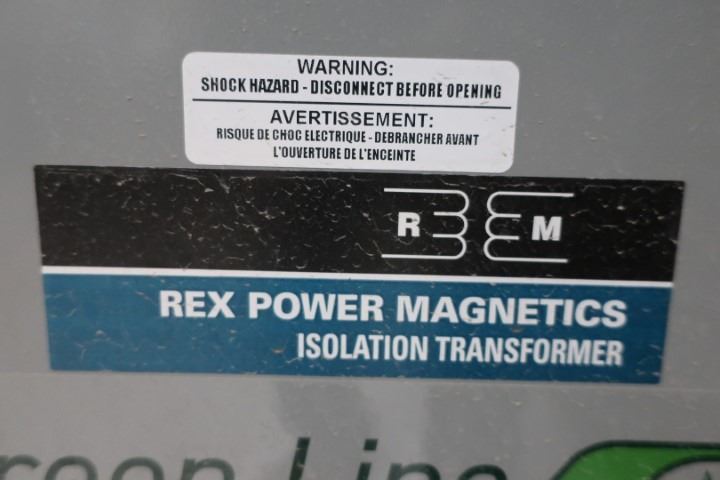 WARNING:
SHOCK HAZARD - DISCONNECT BEFORE OPENING
AVERTISSEMENT:
RISQUE DE CHOC ELECTRIQUE - DEBRANCHER AVANT
L'OUVERTURE DE L'ENCEINTE
R M
REX POWER MAGNETICS
ISOLATION TRANSFORMER
Line